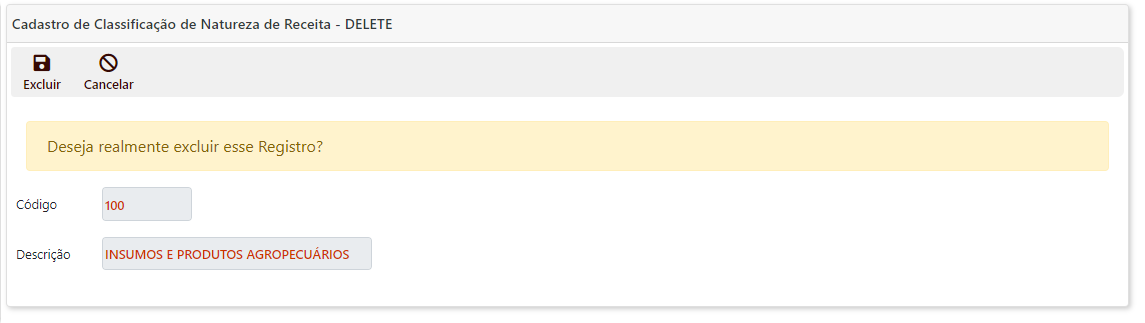 Cadastro de Classificação de Natureza de Receita - DELETE
Excluir Cancelar
Deseja realmente excluir esse Registro?
Código 100
Descrição INSUMOS E PRODUTOS AGROPECUÁRIOS